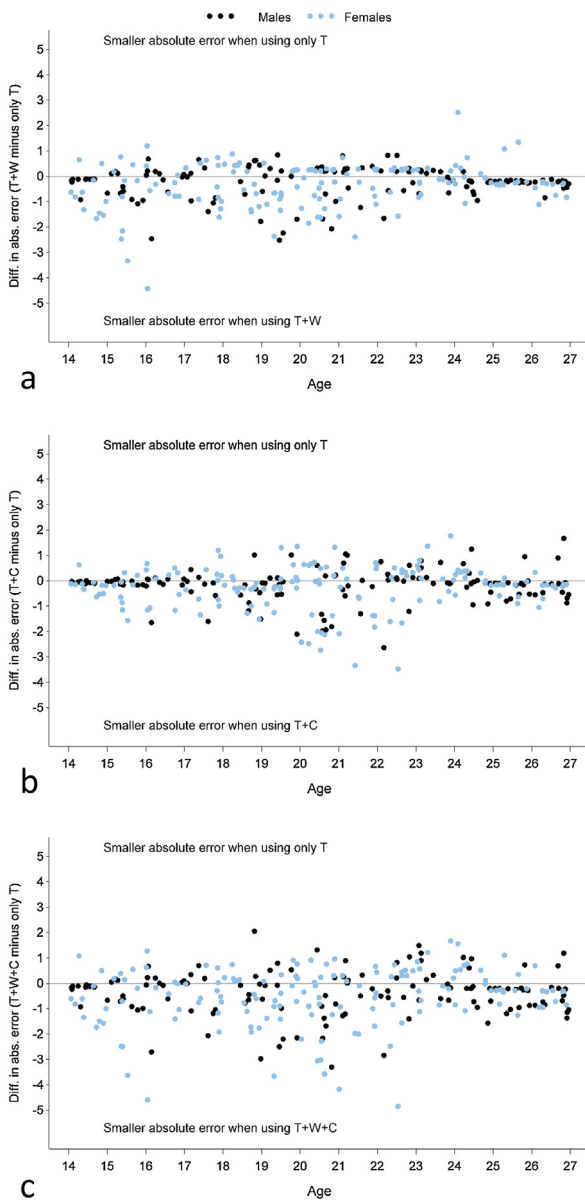 Males Females
Smaller absolute error when using only T
Diff. in abs. error (T+W minus only T)
5
4
3
2
1
0
-1
-2
-3
-4
-5
Smaller absolute error when using T+W
14 15 16 17 18 19 20 21 22 23 24 25 26 27
Age
a
Smaller absolute error when using only T
Diff. in abs. error (T+C minus only T)
5
4
3
2
1
0
-1
-2
-3
-4
-5
Smaller absolute error when using T+C
14 15 16 17 18 19 20 21 22 23 24 25 26 27
Age
b
Smaller absolute error when using only T
Diff. in abs. error (T+W+C minus only T)
5
4
3
2
1
0
-1
-2
-3
-4
-5
Smaller absolute error when using T+W+C
14 15 16 17 18 19 20 21 22 23 24 25 26 27
Age
c